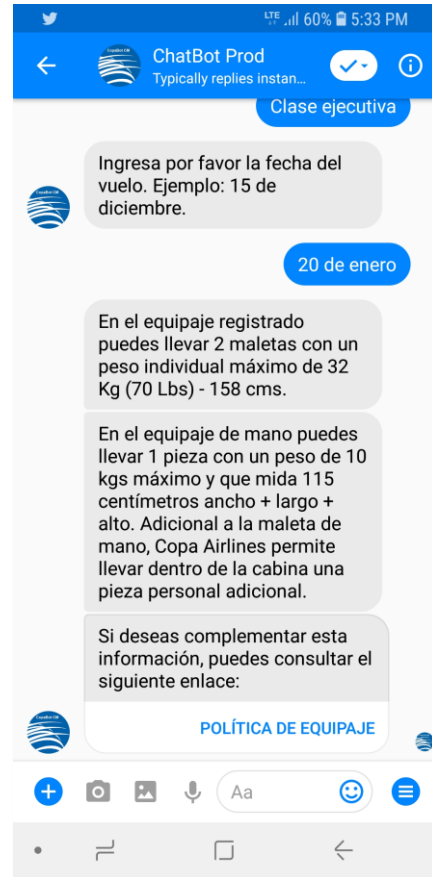 LTE 60% 5:33 PM
ChatBot Prod
Typically replies instan...
Clase ejecutiva
Ingresa por favor la fecha del
vuelo. Ejemplo: 15 de
diciembre.
20 de enero
En el equipaje registrado
puedes llevar 2 maletas con un
peso individual máximo de 32
Kg (70 Lbs) - 158 cms.
En el equipaje de mano puedes
llevar 1 pieza con un peso de 10
kgs máximo y que mida 115
centímetros ancho + largo +
alto. Adicional a la maleta de
mano, Copa Airlines permite
llevar dentro de la cabina una
pieza personal adicional.
Si deseas complementar esta
información, puedes consultar el
siguiente enlace:
POLÍTICA DE EQUIPAJE
Aa